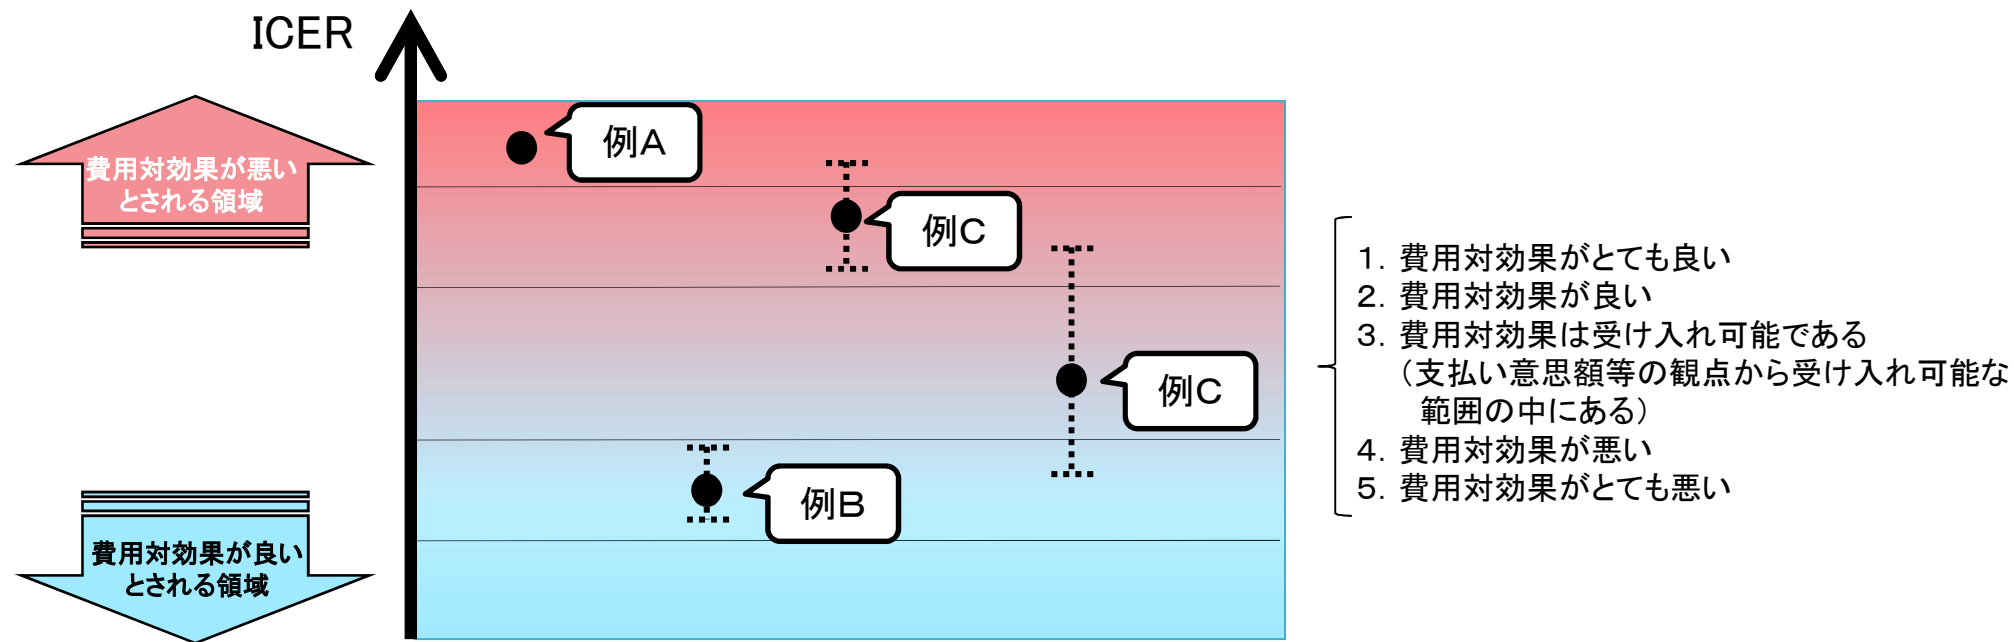 ICER
費用対効果が悪い
とされる領域
例A
例C
例C
例B
費用対効果が良い
とされる領域
1．費用対効果がとても良い
2．費用対効果が良い
3．費用対効果は受け入れ可能である
（支払い意思額等の観点から受け入れ可能な
範囲の中にある）
4．費用対効果が悪い
5．費用対効果がとても悪い